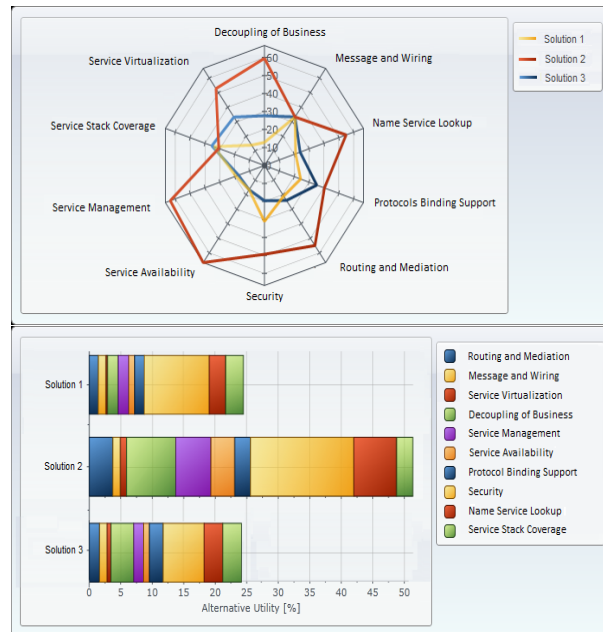 Decoupling of Business
Service Virtualization
Message and Wiring
Service Stack Coverage
Name Service Lookup
Service Management
Protocols Binding Support
Service Availability
Routing and Mediation
Security
60
50
40
30
20
10
0
Solution 1
Solution 2
Solution 3
Solution 1
Solution 2
Solution 3
0 5 10 15 20 25 30 35 40 45 50
Alternative Utility [%]
Routing and Mediation
Message and Wiring
Service Virtualization
Decoupling of Business
Service Management
Service Availability
Protocol Binding Support
Security
Name Service Lookup
Service Stack Coverage